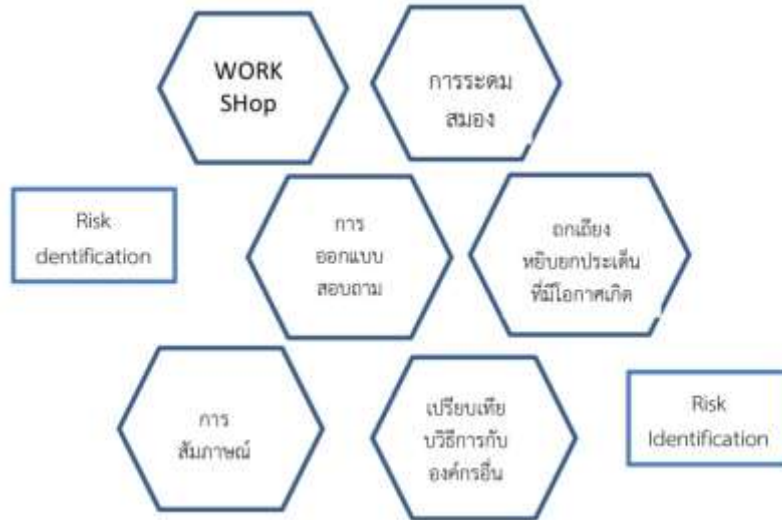 WORK
SHop
การระดม
สมอง
Risk
dentification
การ
ออกแบบ
สอบถาม
ถกเถียง
หยิบยกประเด็น
ที่มีโอกาสเกิด
การ
สัมภาษณ์
เปรียบเทีย
บวิธีการกับ
องค์กรอื่น
Risk
Identification